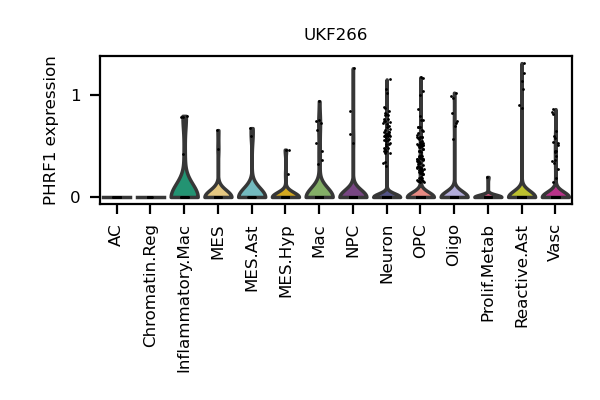 UKF266
PHRF1 expression
1
0
AC
Chromatin.Reg
Inflammatory.Mac
MES
MES.Ast
MES.Hyp
Mac
NPC
Neuron
OPC
Oligo
Prolif.Metab
Reactive.Ast
Vasc